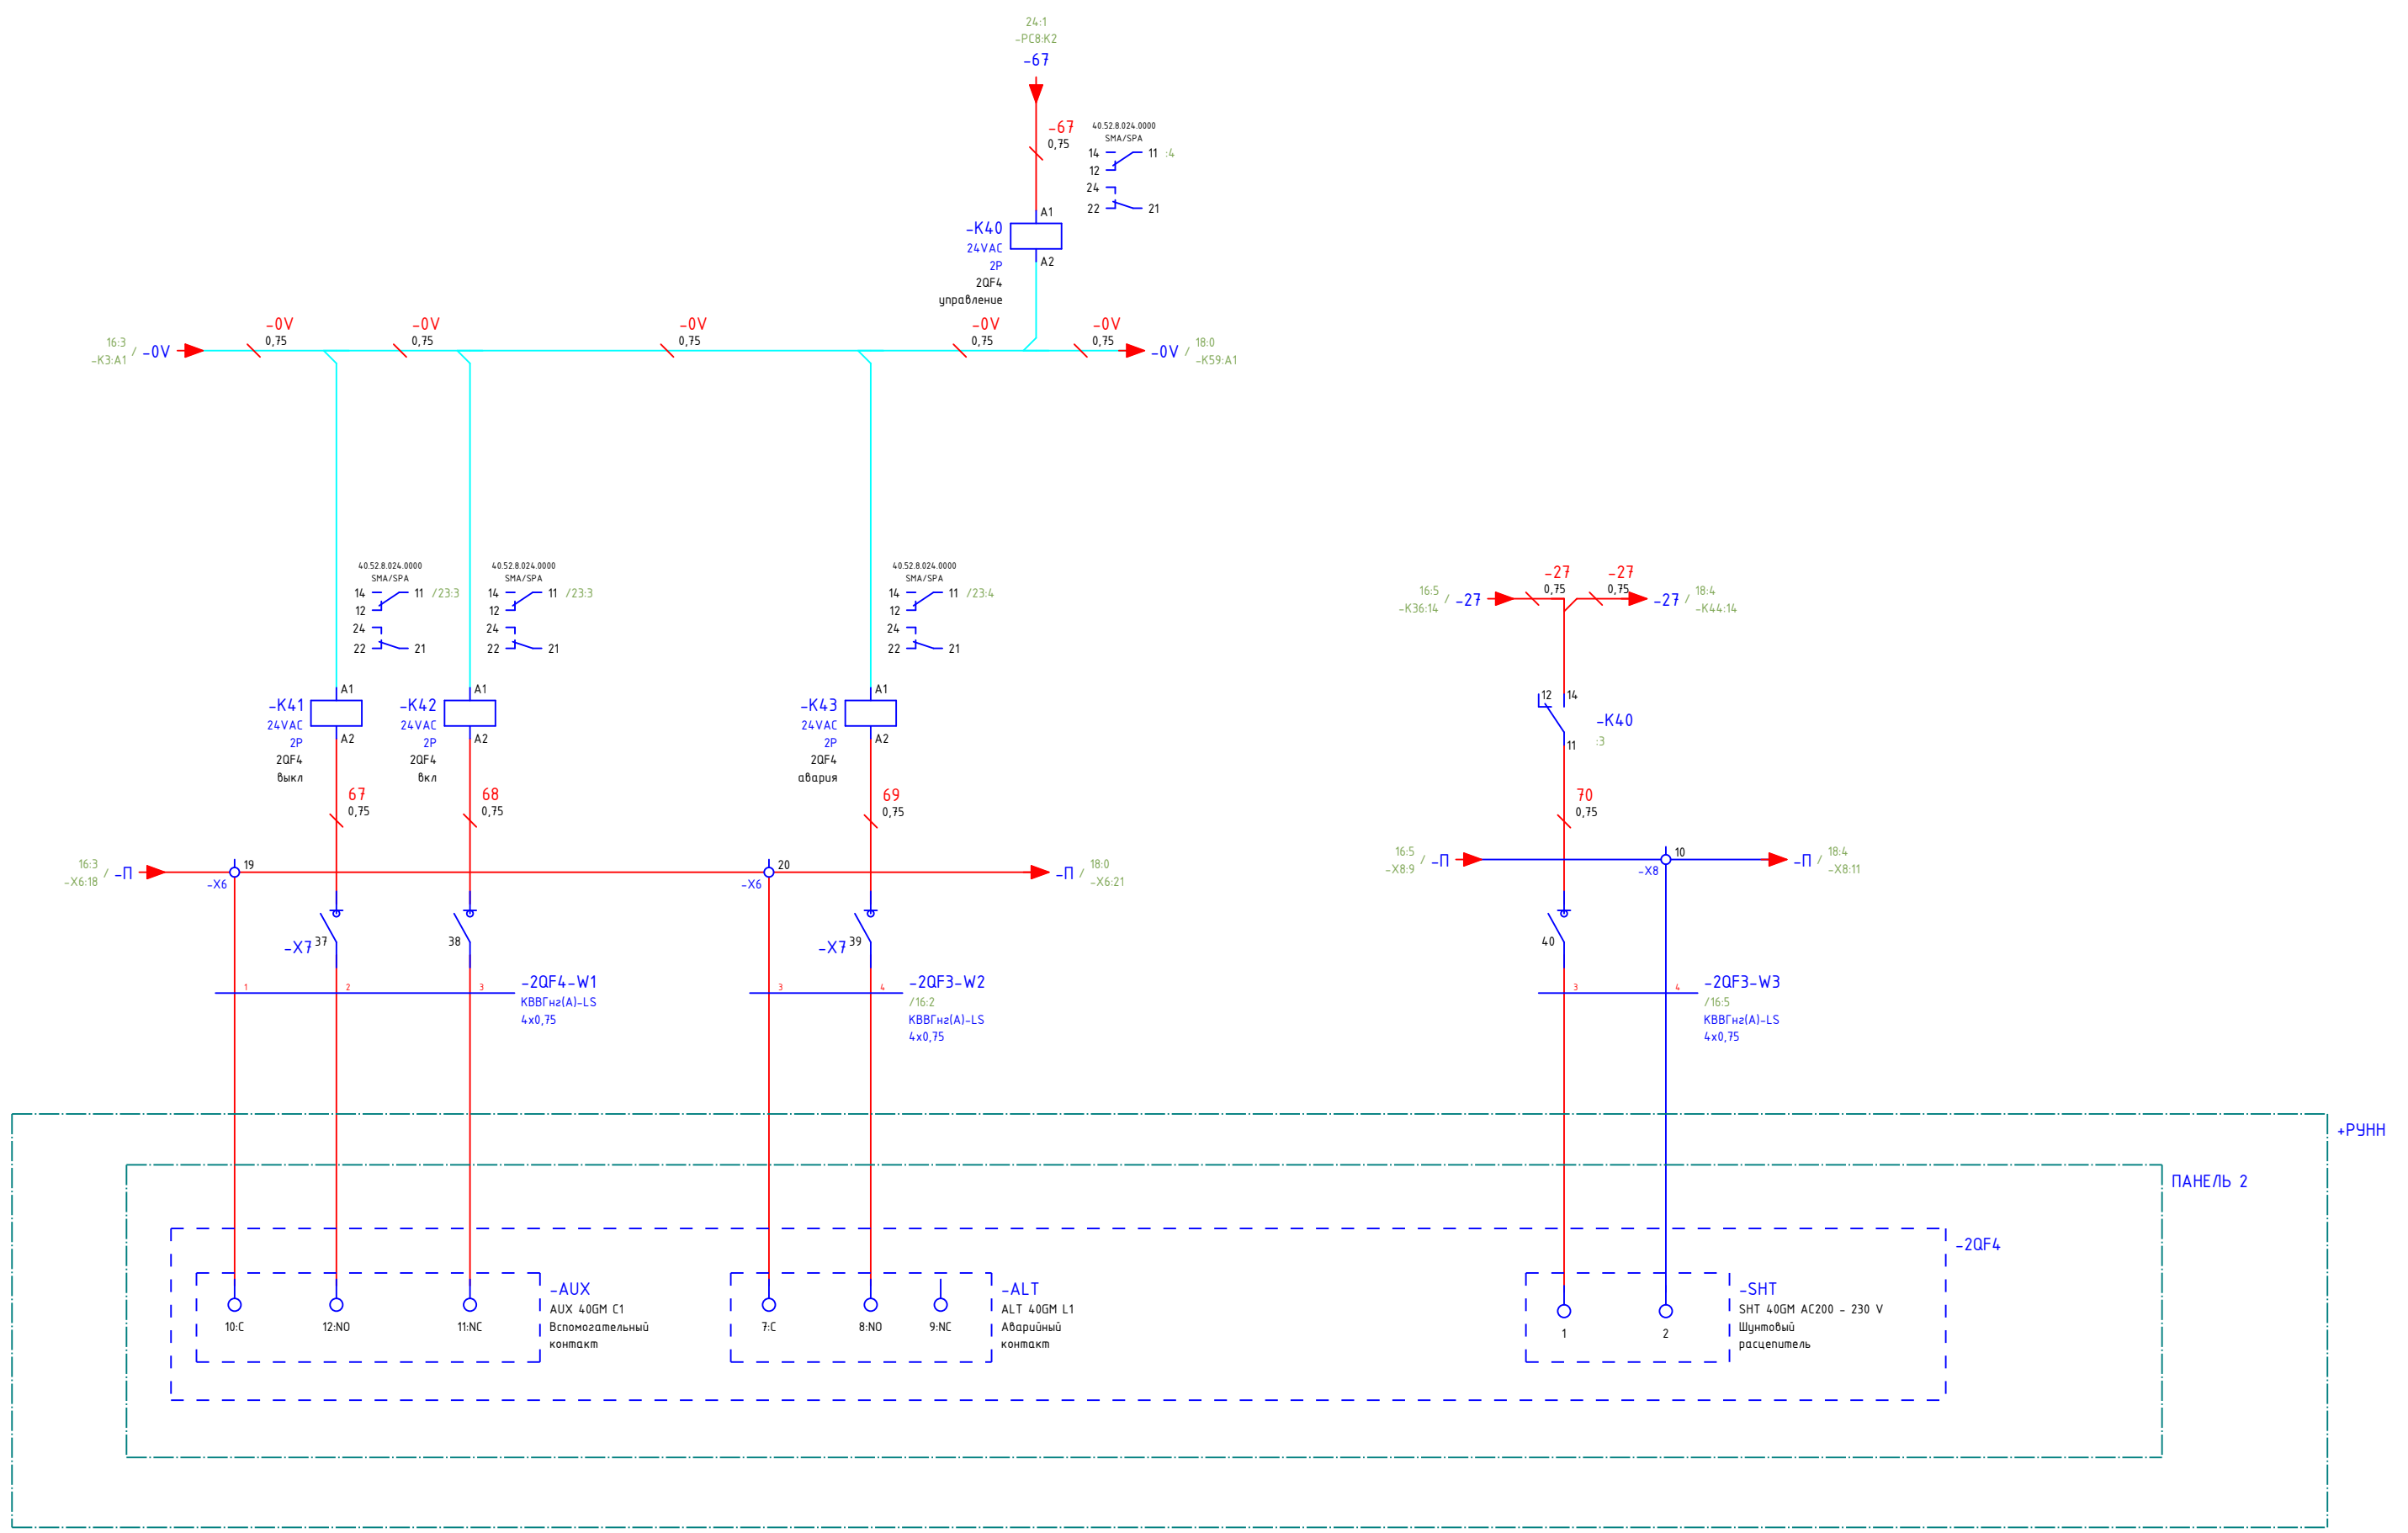 24:1
-PC8:K2
-67
-67
0,75
40.52.8.024.0000
SMA/SPA
14 11 :4
12
24
22 21
A1
-K40
24VAC
2P
2QF4
управление
A2
16:3 / -0V
-K3:A1
-0V
0,75
-0V
0,75
-0V
0,75
-0V
0,75
-0V
0,75
-0V / 18:0
-K59:A1
40.52.8.024.0000
SMA/SPA
14 11 /23:3
12
24
22 21
40.52.8.024.0000
SMA/SPA
14 11 /23:3
12
24
22 21
40.52.8.024.0000
SMA/SPA
14 11 /23:4
12
24
22 21
16:5 / -27
-K36:14
-27
0,75
-27
0,75
-27 / 18:4
-K44:14
A1
-K41
24VAC
2P
2QF4
выкл
A2
A1
-K42
24VAC
2P
2QF4
вкл
A2
A1
-K43
24VAC
2P
2QF4
авария
A2
12 14
-K40
:3
11
67
0,75
68
0,75
69
0,75
70
0,75
16:3 / -П
-X6:18
19
-X6
20
-X6
-П / 18:0
-X6:21
16:5 / -П
-X8:9
10
-X8
-П / 18:4
-X8:11
-X7 37
38
-X7 39
40
1 2 3
-2QF4-W1
КВВГнг(А)-LS
4x0,75
3 4
-2QF3-W2
/16:2
КВВГнг(А)-LS
4x0,75
3 4
-2QF3-W3
/16:5
КВВГнг(А)-LS
4x0,75
+РУНН
ПАНЕЛЬ 2
-2QF4
10:C 12:NO 11:NC
-AUX
AUX 40GM C1
Вспомогательный
контакт
7:C 8:NO 9:NC
-ALT
ALT 40GM L1
Аварийный
контакт
1 2
-SHT
SHT 40GM AC200 - 230 V
Шунтовый
расцепитель